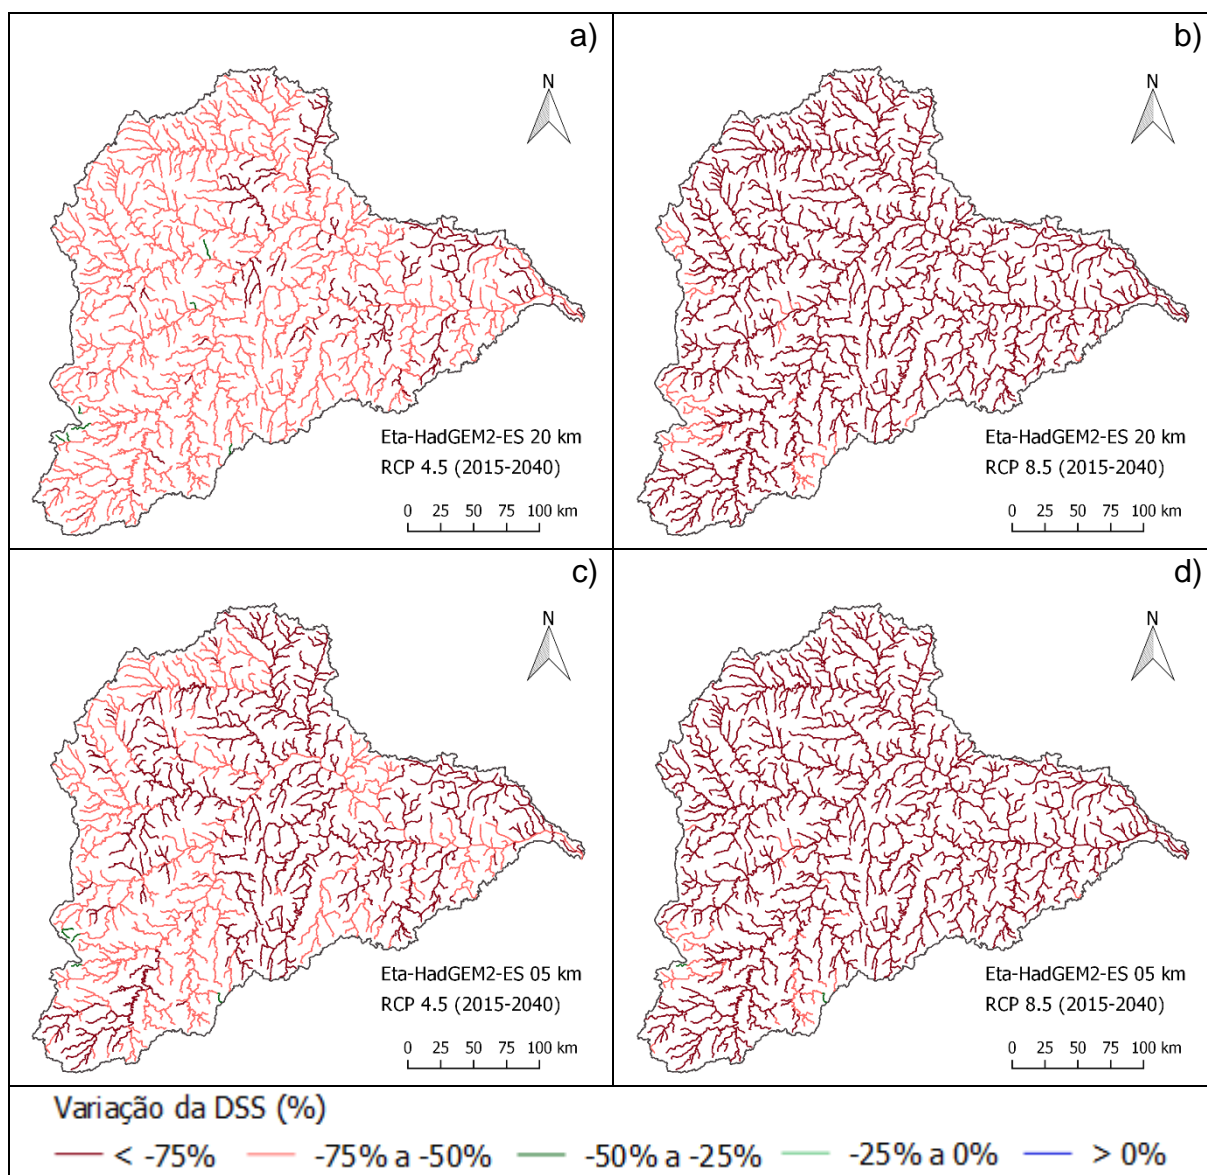 a)
N
Eta-HadGEM2-ES 20 km
RCP 4.5 (2015-2040)
0 25 50 75 100 km
b)
N
Eta-HadGEM2-ES 20 km
RCP 8.5 (2015-2040)
0 25 50 75 100 km
c)
N
Eta-HadGEM2-ES 05 km
RCP 4.5 (2015-2040)
0 25 50 75 100 km
d)
N
Eta-HadGEM2-ES 05 km
RCP 8.5 (2015-2040)
0 25 50 75 100 km
Variação da DSS (%)
< -75% -75% a -50% -50% a -25% -25% a 0% > 0%